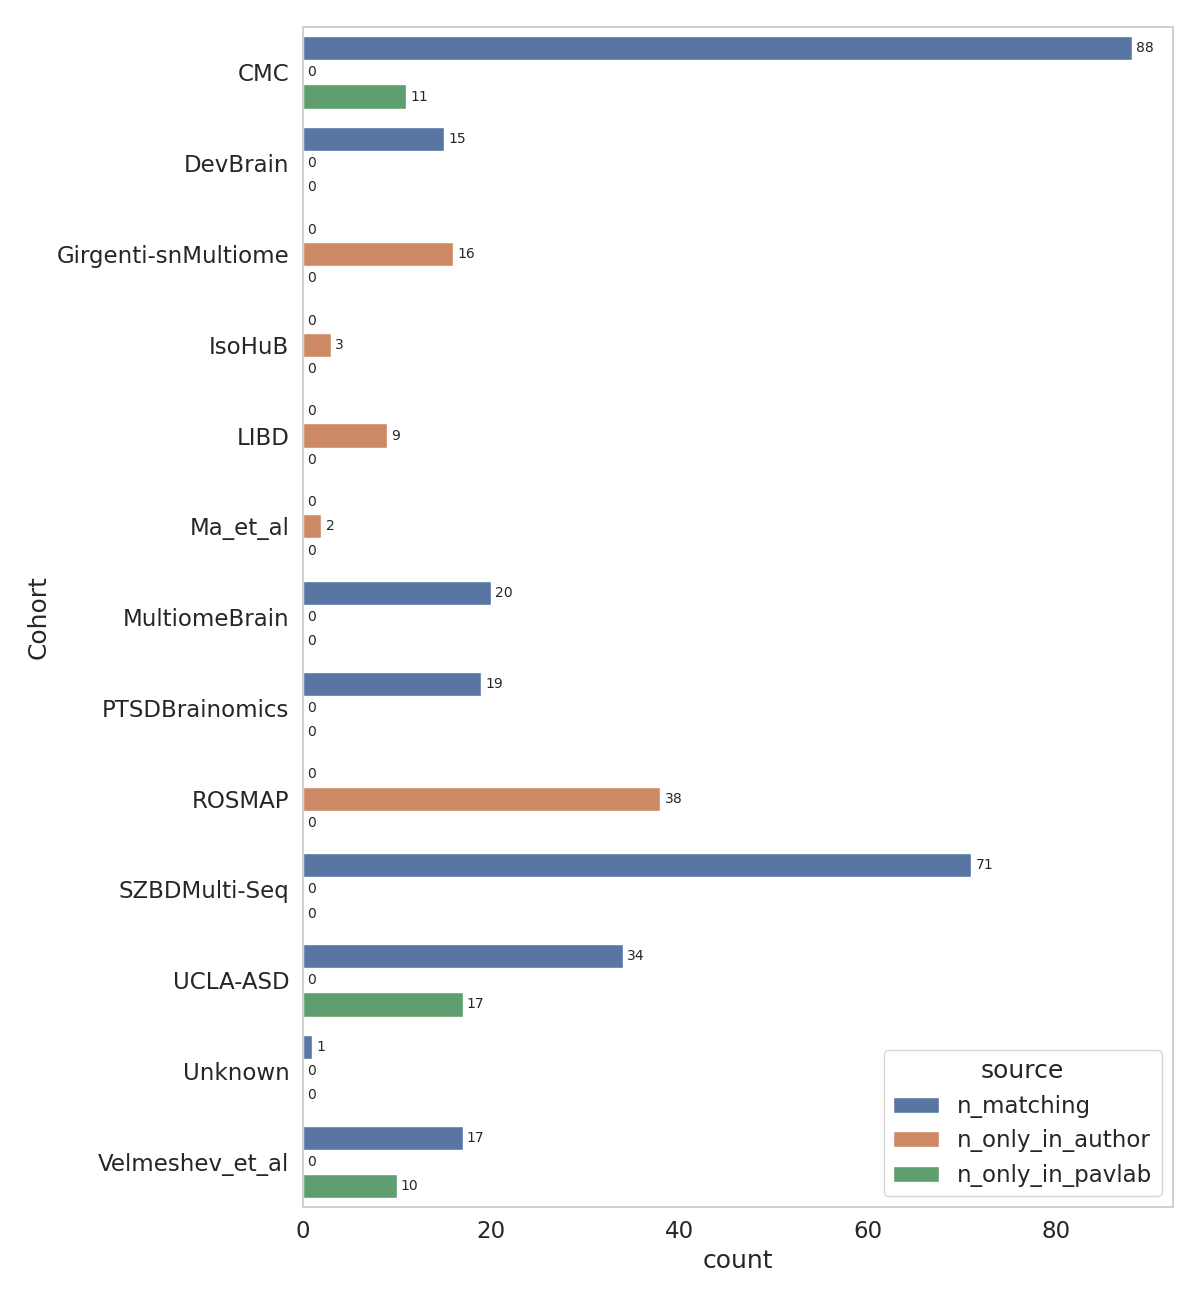 CMC
88
0
11
DevBrain
15
0
0
Girgenti-snMultiome
0
16
0
IsoHuB
0
3
0
LIBD
0
9
0
Ma_et_al
0
2
0
MultiomeBrain
20
0
0
PTSDBrainomics
19
0
0
ROSMAP
0
38
0
SZBDMulti-Seq
71
0
0
UCLA-ASD
34
0
17
Unknown
1
0
0
Velmeshev_et_al
17
0
10
Cohort
0 20 40 60 80
count
source
n_matching
n_only_in_author
n_only_in_pavlab